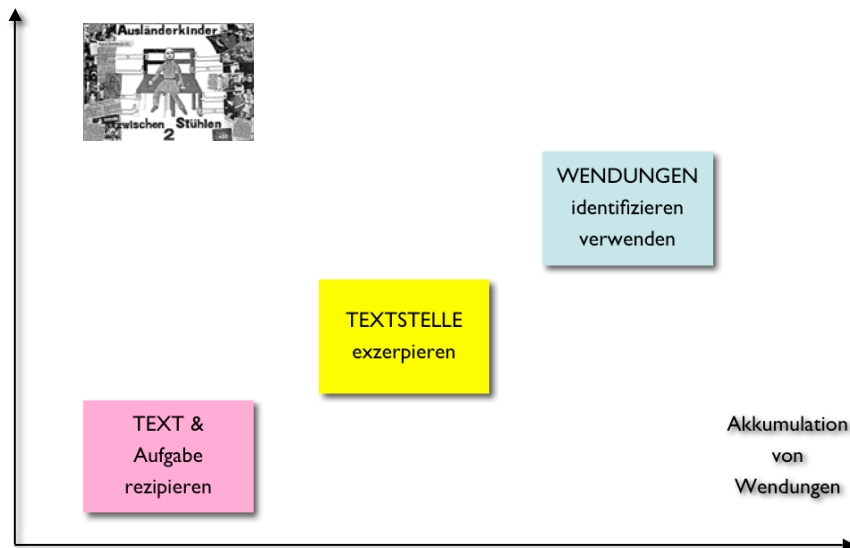 Ausländerkinder
zwischen 2 Stühlen
WENDUNGEN
identifizieren
verwenden
TEXTSTELLE
exzerpieren
TEXT &
Aufgabe
rezipieren
Akkumulation
von
Wendungen